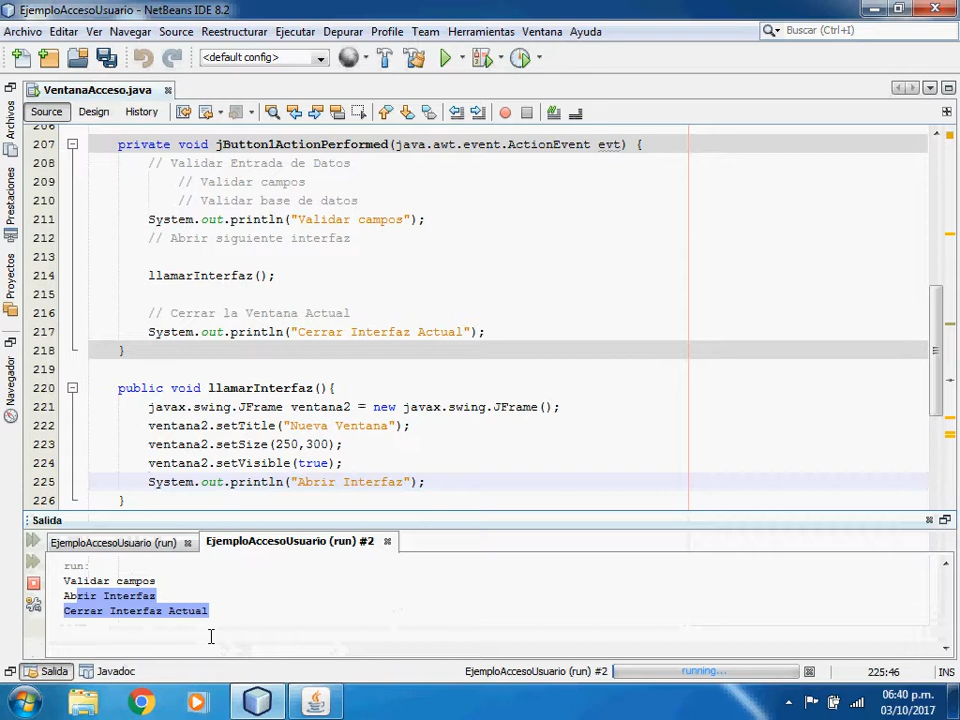 EjemploAccesoUsuario - NetBeans IDE 8.2
Archivo Editar Ver Navegar Source Reestructurar Ejecutar Depurar Profile Team Herramientas Ventana Ayuda
Buscar (Ctrl+I)
<default config>
VentanaAcceso.java
Source Design History
Archivos
Prestaciones
Proyectos
Navegador
206
207 private void jButton1ActionPerformed(java.awt.event.ActionEvent evt) {
208 // Validar Entrada de Datos
209 // Validar campos
210 // Validar base de datos
211 System.out.println("Validar campos");
212 // Abrir siguiente interfaz
213
214 llamarInterfaz();
215
216 // Cerrar la Ventana Actual
217 System.out.println("Cerrar Interfaz Actual");
218 }
219
220 public void llamarInterfaz(){
221 javax.swing.JFrame ventana2 = new javax.swing.JFrame();
222 ventana2.setTitle("Nueva Ventana");
223 ventana2.setSize(250,300);
224 ventana2.setVisible(true);
225 System.out.println("Abrir Interfaz");
226 }
Salida
EjemploAccesoUsuario (run) EjemploAccesoUsuario (run) #2
run:
Validar campos
Abrir Interfaz
Cerrar Interfaz Actual
Salida Javadoc EjemploAccesoUsuario (run) #2 running... 225:46 INS
06:40 p.m.
03/10/2017